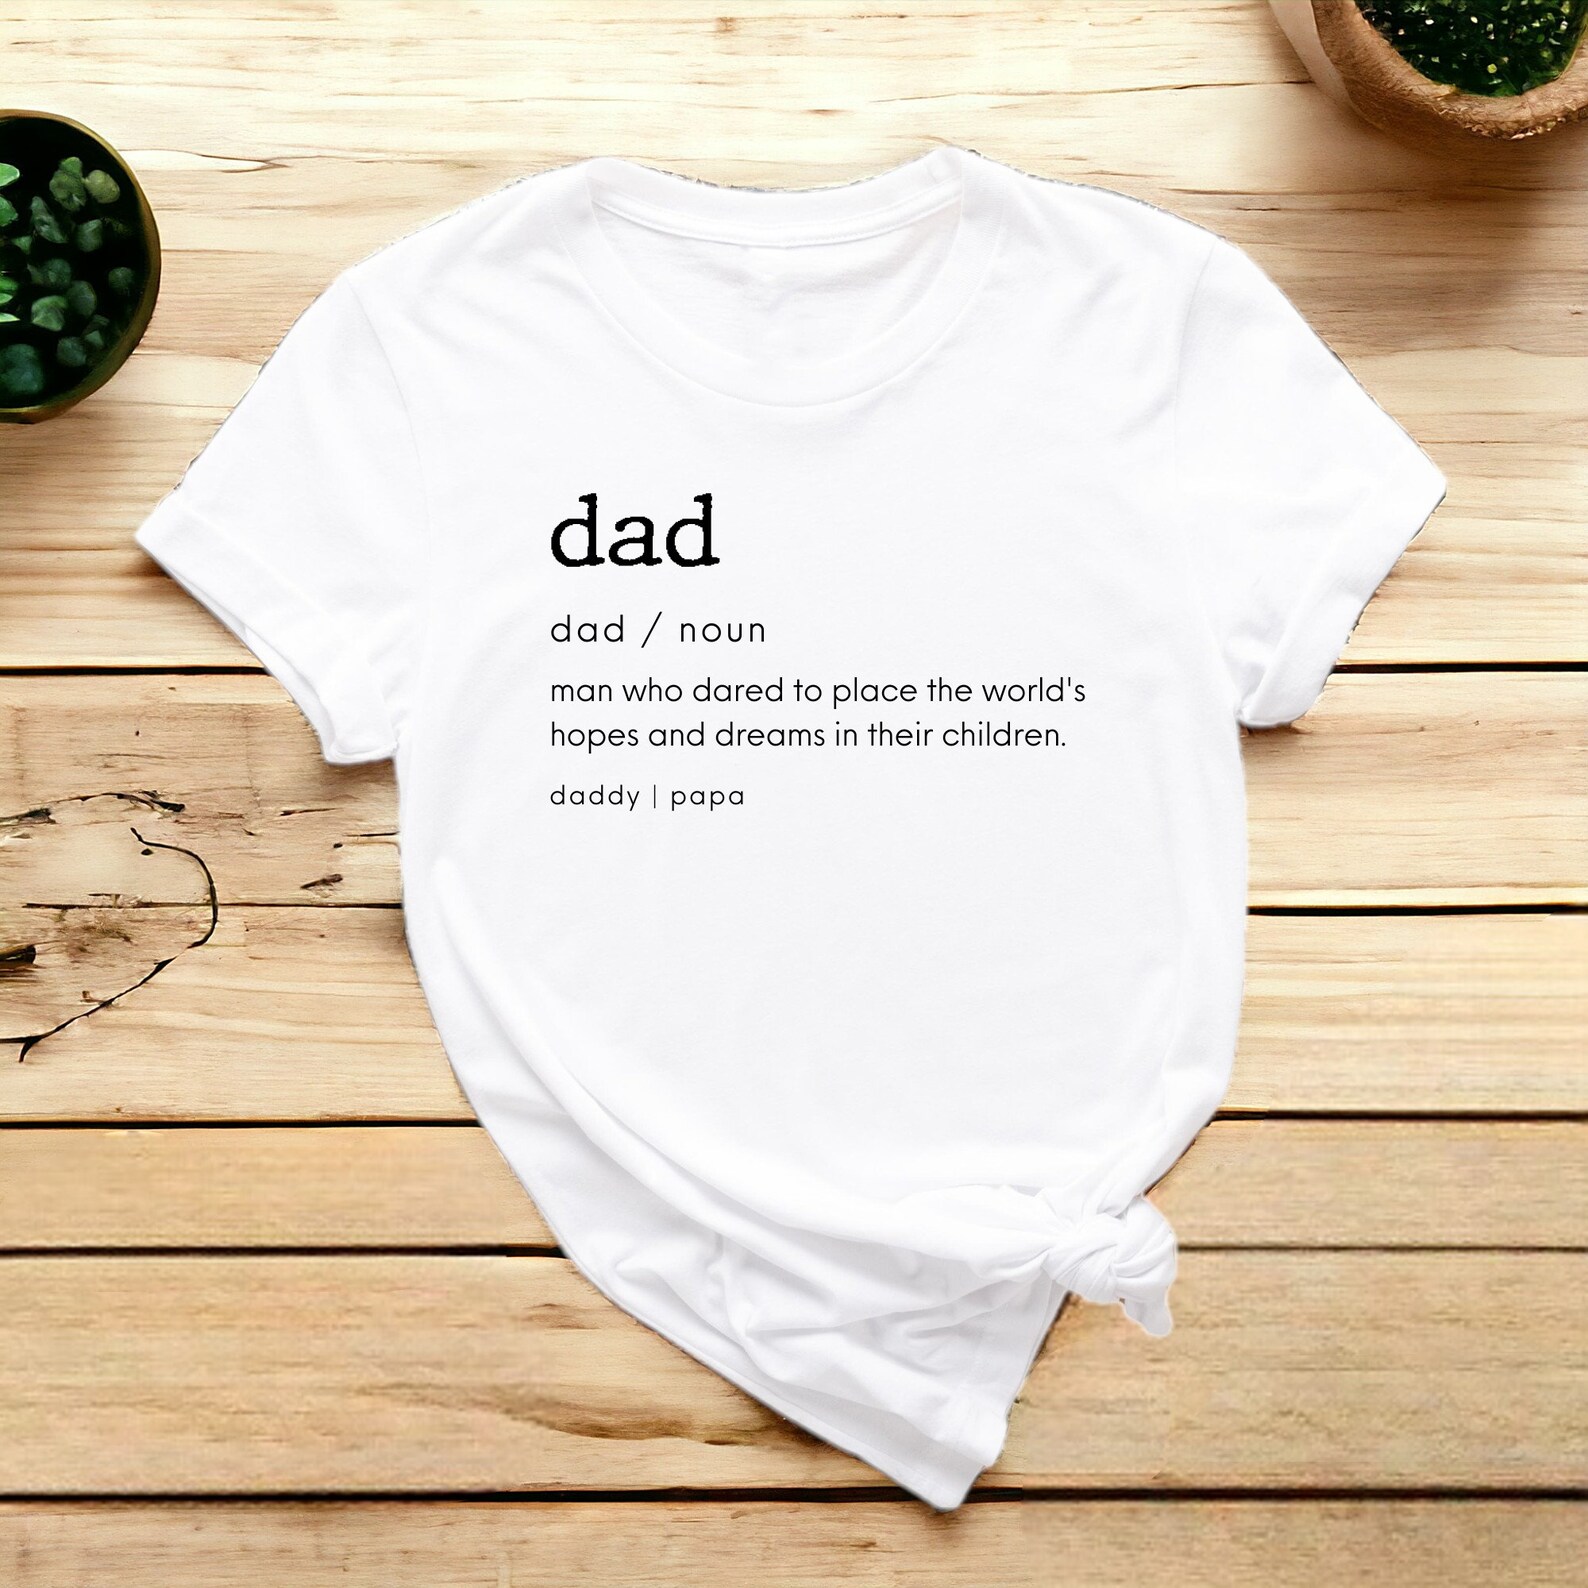 dad
dad / noun
man who dared to place the world's
hopes and dreams in their children.
daddy | papa